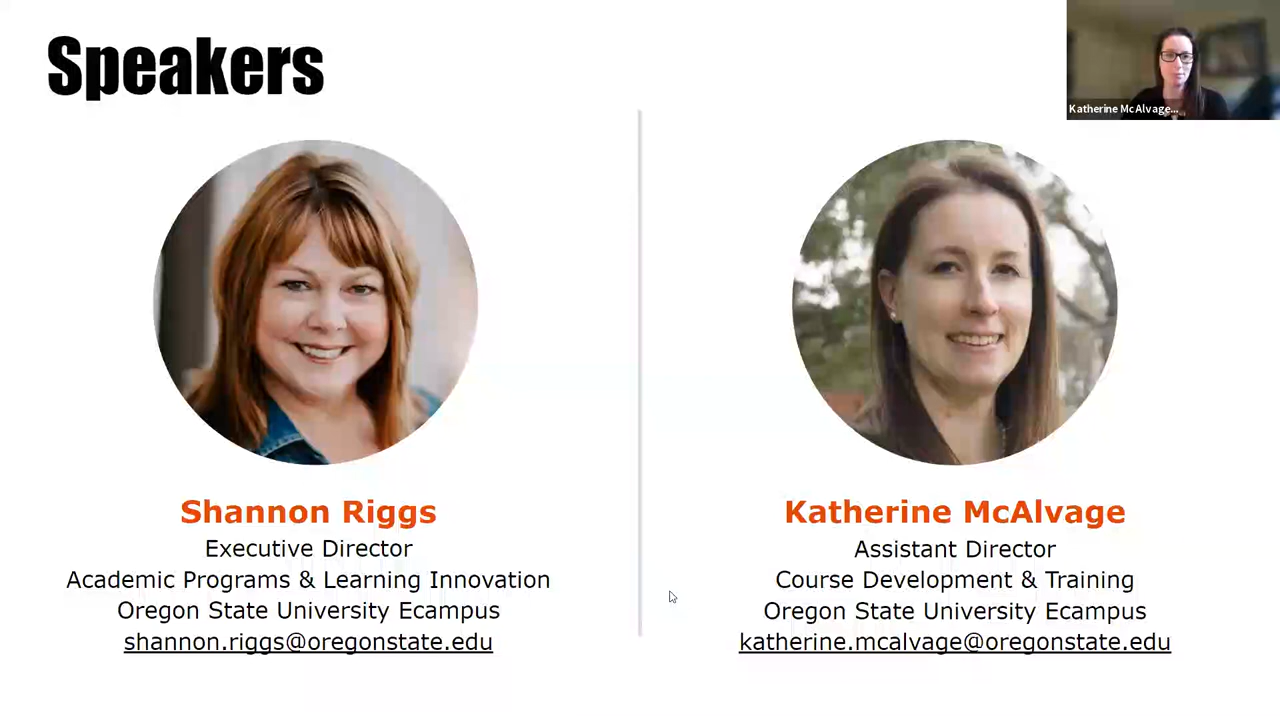 Speakers
Katherine McAlvage...
Shannon Riggs
Executive Director
Academic Programs & Learning Innovation
Oregon State University Ecampus
shannon.riggs@oregonstate.edu
Katherine McAlvage
Assistant Director
Course Development & Training
Oregon State University Ecampus
katherine.mcalvage@oregonstate.edu